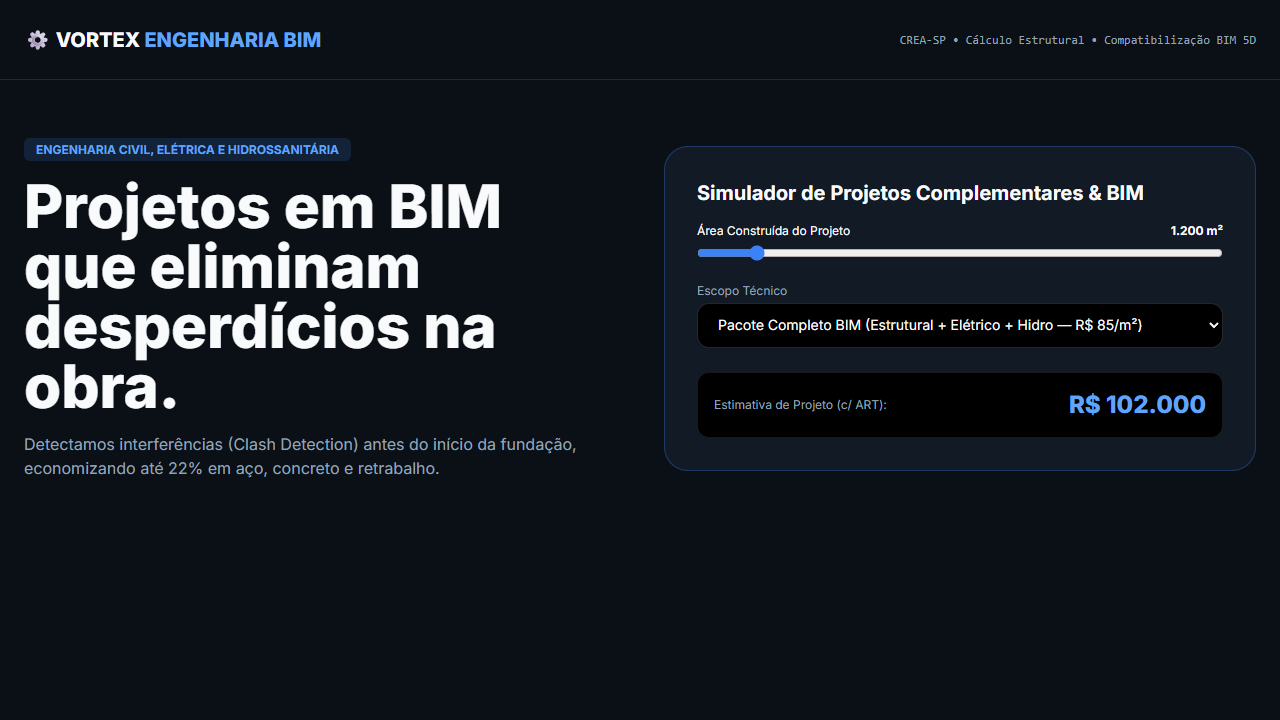 VORTEX ENGENHARIA BIM
CREA-SP • Cálculo Estrutural • Compatibilização BIM 5D
ENGENHARIA CIVIL, ELÉTRICA E HIDROSSANITÁRIA
Projetos em BIM
que eliminam
desperdícios na
obra.
Detectamos interferências (Clash Detection) antes do início da fundação,
economizando até 22% em aço, concreto e retrabalho.
Simulador de Projetos Complementares & BIM
Área Construída do Projeto 1.200 m²
Escopo Técnico
Pacote Completo BIM (Estrutural + Elétrico + Hidro — R$ 85/m²)
Estimativa de Projeto (c/ ART): R$ 102.000